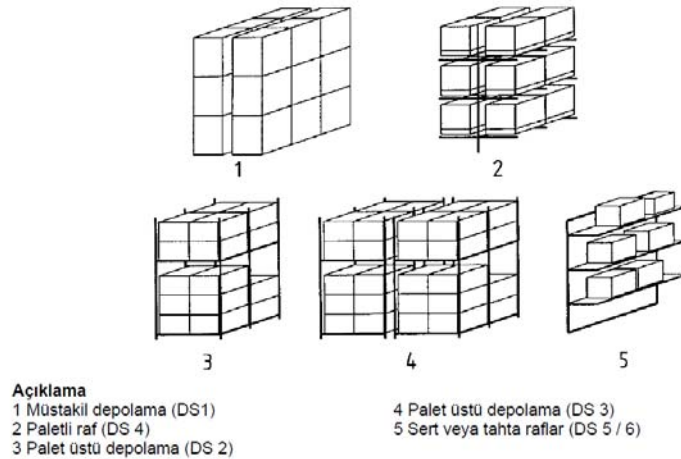 1
2
3
4
5
Açıklama
1 Müstakil depolama (DS1)
2 Paletli raf (DS 4)
3 Palet üstü depolama (DS 2)
4 Palet üstü depolama (DS 3)
5 Sert veya tahta raflar (DS 5 / 6)